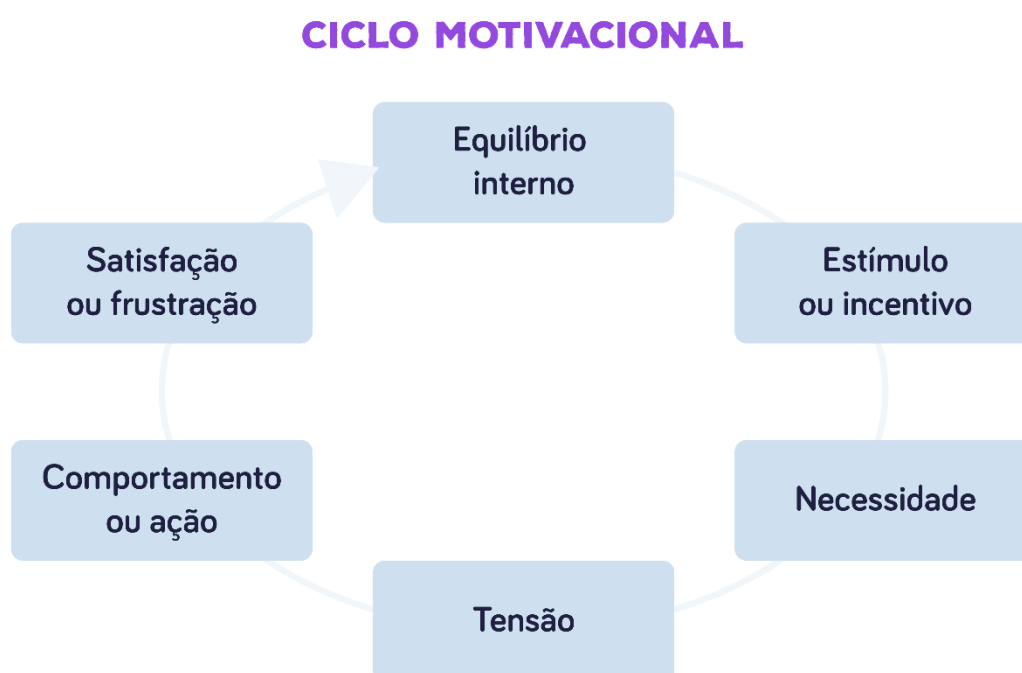 CICLO MOTIVACIONAL
Equilíbrio
interno
Estímulo
ou incentivo
Necessidade
Tensão
Comportamento
ou ação
Satisfação
ou frustração